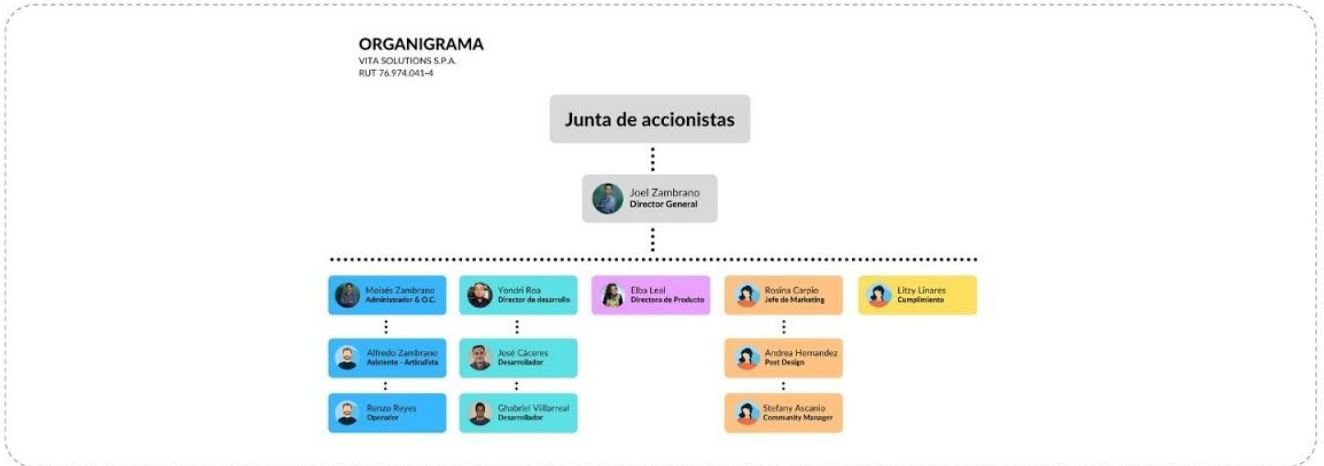 ORGANIGRAMA
VITA SOLUTIONS S.P.A.
RUT 76.974.041-4
Junta de accionistas
Joel Zambrano
Director General
Moisés Zambrano
Administrador & O.C.
Yondri Roa
Director de desarrollo
Elba Leal
Directora de Producto
Rosina Carpio
Jefe de Marketing
Litzy Linares
Cumplimiento
Alfredo Zambrano
Asistente - Articulista
José Cáceres
Desarrollador
Andrea Hernandez
Post Design
Renzo Reyes
Operador
Ghabriel Villarreal
Desarrollador
Stefany Ascanio
Community Manager